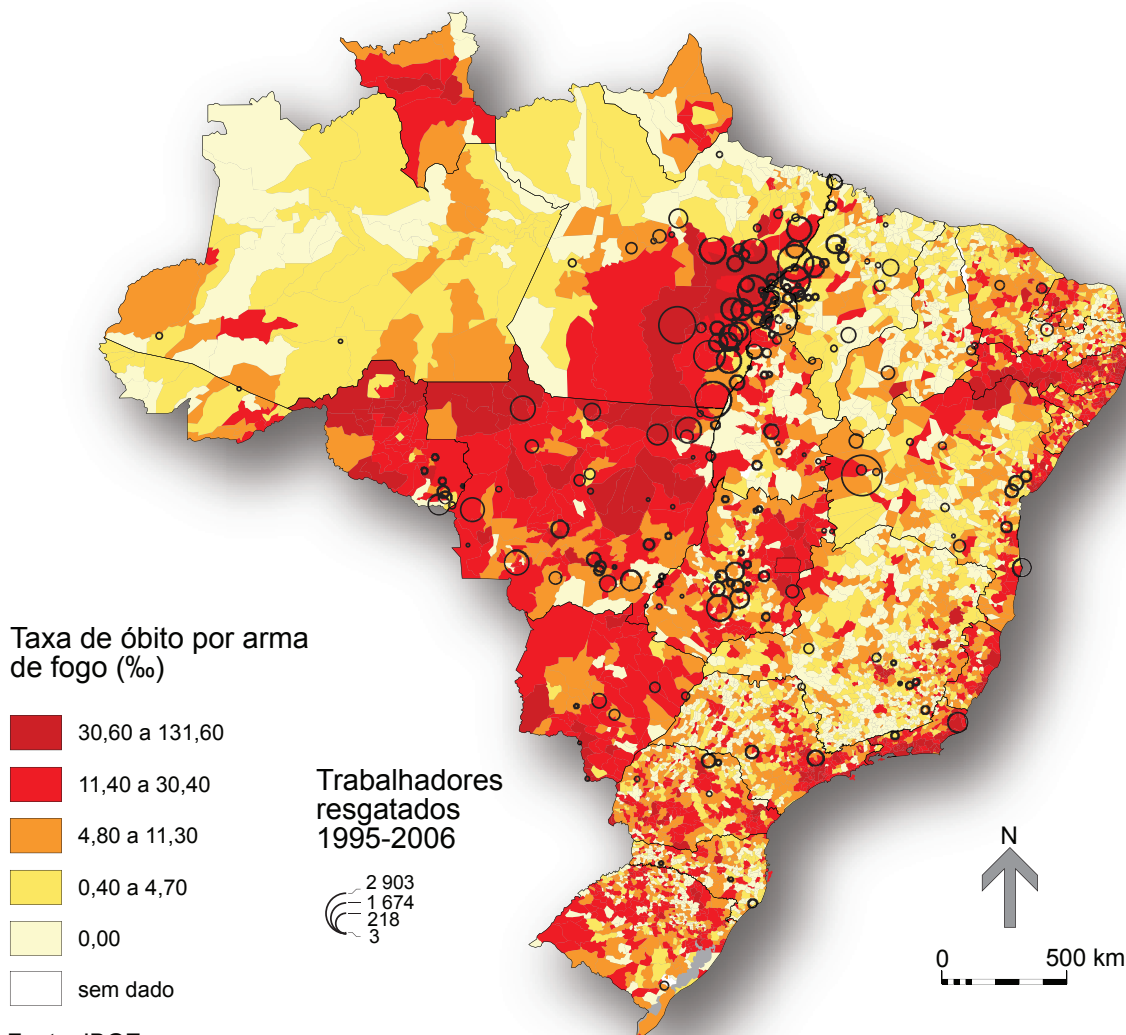 Taxa de óbito por arma
de fogo (‰)
30,60 a 131,60
11,40 a 30,40
4,80 a 11,30
0,40 a 4,70
0,00
sem dado
Trabalhadores
resgatados
1995-2006
2 903
1 674
218
3
N
0 500 km